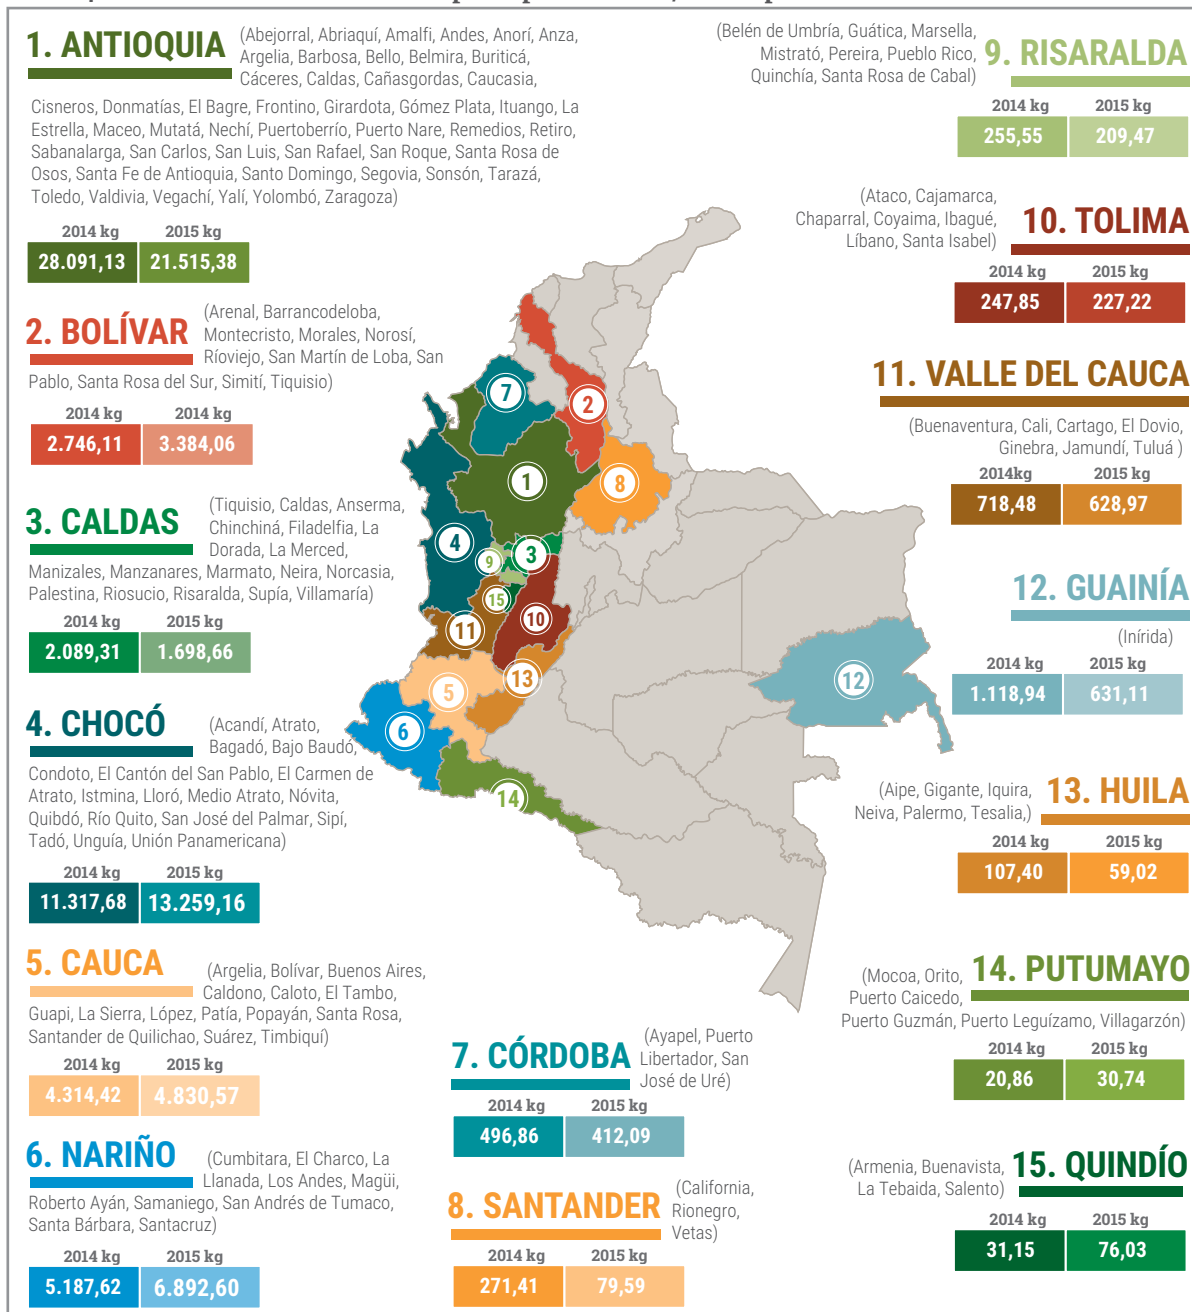 1. ANTIOQUIA
(Abejorral, Abriaquí, Amalfi, Andes, Anorí, Anza,
Argelia, Barbosa, Bello, Belmira, Buriticá,
Cáceres, Caldas, Cañasgordas, Caucasia,
Cisneros, Donmatías, El Bagre, Frontino, Girardota, Gómez Plata, Ituango, La
Estrella, Maceo, Mutatá, Nechí, Puertoberrío, Puerto Nare, Remedios, Retiro,
Sabanalarga, San Carlos, San Luis, San Rafael, San Roque, Santa Rosa de
Osos, Santa Fe de Antioquia, Santo Domingo, Segovia, Sonsón, Tarazá,
Toledo, Valdivia, Vegachí, Yalí, Yolombó, Zaragoza)
2014 kg 2015 kg
28.091,13 21.515,38
2. BOLÍVAR
(Arenal, Barrancodeloba,
Montecristo, Morales, Norosí,
Ríoviejo, San Martín de Loba, San
Pablo, Santa Rosa del Sur, Simití, Tiquisio)
2014 kg 2014 kg
2.746,11 3.384,06
3. CALDAS
(Tiquisio, Caldas, Anserma,
Chinchiná, Filadelfia, La
Dorada, La Merced,
Manizales, Manzanares, Marmato, Neira, Norcasia,
Palestina, Riosucio, Risaralda, Supía, Villamaría)
2014 kg 2015 kg
2.089,31 1.698,66
4. CHOCÓ
(Acandí, Atrato,
Bagadó, Bajo Baudó,
Condoto, El Cantón del San Pablo, El Carmen de
Atrato, Istmina, Lloró, Medio Atrato, Nóvita,
Quibdó, Río Quito, San José del Palmar, Sipí,
Tadó, Unguía, Unión Panamericana)
2014 kg 2015 kg
11.317,68 13.259,16
5. CAUCA
(Argelia, Bolívar, Buenos Aires,
Caldono, Caloto, El Tambo,
Guapi, La Sierra, López, Patía, Popayán, Santa Rosa,
Santander de Quilichao, Suárez, Timbiquí)
2014 kg 2015 kg
4.314,42 4.830,57
6. NARIÑO
(Cumbitara, El Charco, La
Llanada, Los Andes, Magüi,
Roberto Ayán, Samaniego, San Andrés de Tumaco,
Santa Bárbara, Santacruz)
2014 kg 2015 kg
5.187,62 6.892,60
7
2
1
8
4
3
9
15
10
11
13
5
12
6
14
7. CÓRDOBA
(Ayapel, Puerto
Libertador, San
José de Uré)
2014 kg 2015 kg
496,86 412,09
8. SANTANDER
(California,
Rionegro,
Vetas)
2014 kg 2015 kg
271,41 79,59
(Belén de Umbría, Guática, Marsella,
Mistrató, Pereira, Pueblo Rico,
Quinchía, Santa Rosa de Cabal)
9. RISARALDA
2014 kg 2015 kg
255,55 209,47
(Ataco, Cajamarca,
Chaparral, Coyaima, Ibagué,
Líbano, Santa Isabel)
10. TOLIMA
2014 kg 2015 kg
247,85 227,22
11. VALLE DEL CAUCA
(Buenaventura, Cali, Cartago, El Dovio,
Ginebra, Jamundí, Tuluá )
2014kg 2015 kg
718,48 628,97
12. GUAINÍA
(Inírida)
2014 kg 2015 kg
1.118,94 631,11
(Aipe, Gigante, Iquira,
Neiva, Palermo, Tesalia,)
13. HUILA
2014 kg 2015 kg
107,40 59,02
(Mocoa, Orito,
Puerto Caicedo,
Puerto Guzmán, Puerto Leguízamo, Villagarzón)
14. PUTUMAYO
2014 kg 2015 kg
20,86 30,74
(Armenia, Buenavista,
La Tebaida, Salento)
15. QUINDÍO
2014 kg 2015 kg
31,15 76,03